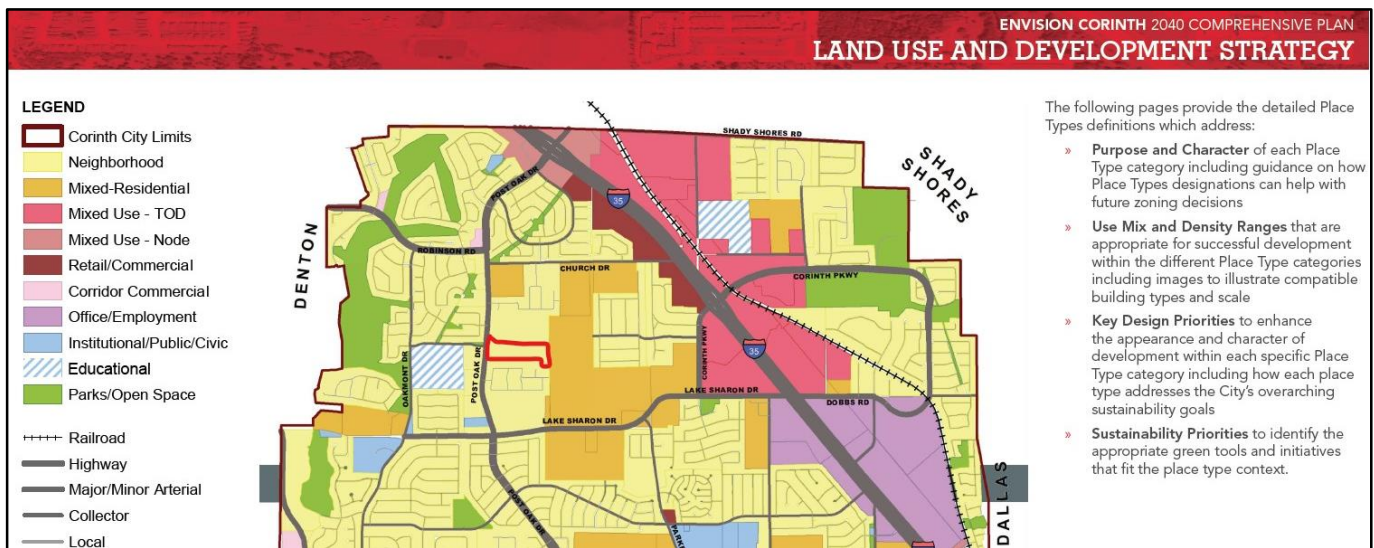 ENVISION CORINTH 2040 COMPREHENSIVE PLAN
LAND USE AND DEVELOPMENT STRATEGY
LEGEND
Corinth City Limits
Neighborhood
Mixed-Residential
Mixed Use - TOD
Mixed Use - Node
Retail/Commercial
Corridor Commercial
Office/Employment
Institutional/Public/Civic
Educational
Parks/Open Space
Railroad
Highway
Major/Minor Arterial
Collector
Local
SHADY SHORES RD
SHADY
SHORES
POST OAK DR
35
DENTON
ROBINSON RD
CHURCH DR
CORINTH PKWY
OAKMONT DR
POST OAK DR
CORINTH PKWY
35
LAKE SHARON DR
DOBBS RD
LAKE SHARON DR
POST OAK DR
DALLAS
The following pages provide the detailed Place
Types definitions which address:
» Purpose and Character of each Place
Type category including guidance on how
Place Types designations can help with
future zoning decisions
» Use Mix and Density Ranges that are
appropriate for successful development
within the different Place Type categories
including images to illustrate compatible
building types and scale
» Key Design Priorities to enhance
the appearance and character of
development within each specific Place
Type category including how each place
type addresses the City's overarching
sustainability goals
» Sustainability Priorities to identify the
appropriate green tools and initiatives
that fit the place type context.